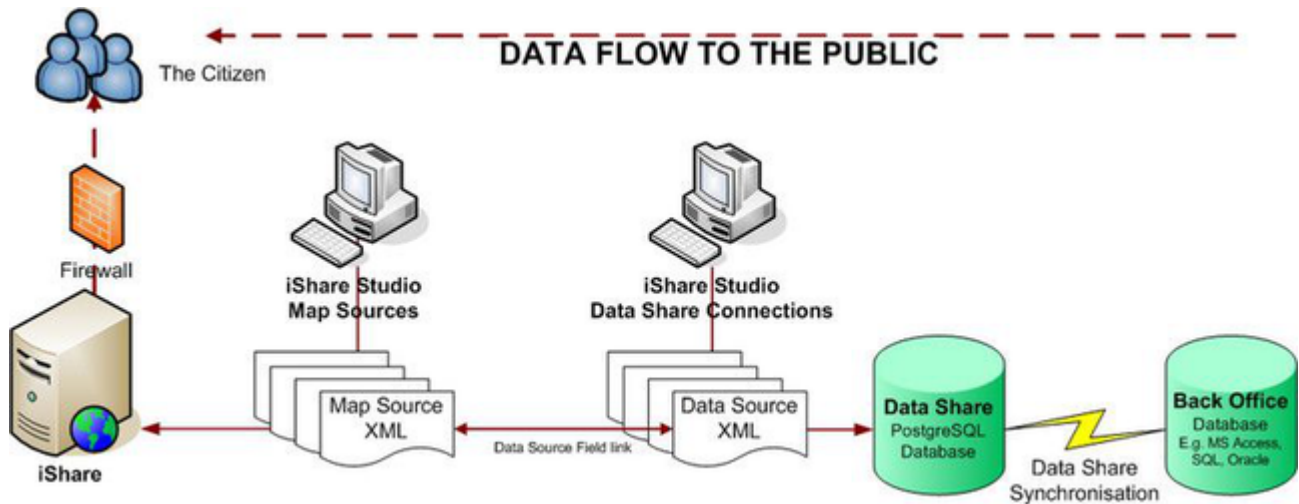 DATA FLOW TO THE PUBLIC
The Citizen
Firewall
iShare Studio
Map Sources
iShare Studio
Data Share Connections
Map Source
XML
Data Source Field link
Data Source
XML
Data Share
PostgreSQL
Database
Back Office
Database
E.g. MS Access,
SQL, Oracle
Data Share
Synchronisation
iShare